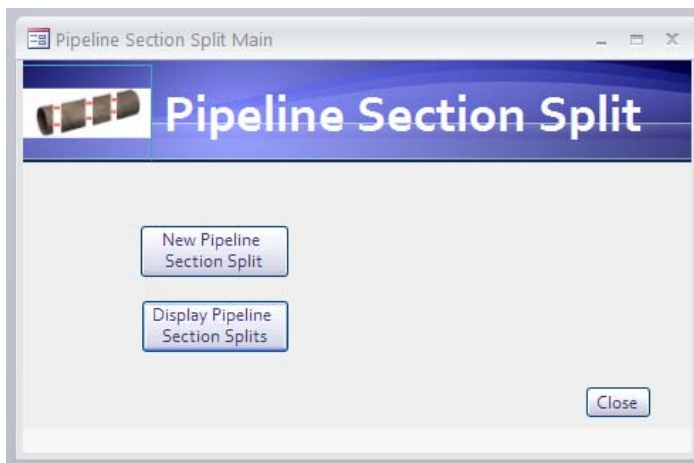 Pipeline Section Split Main
Pipeline Section Split
New Pipeline
Section Split
Display Pipeline
Section Splits
Close